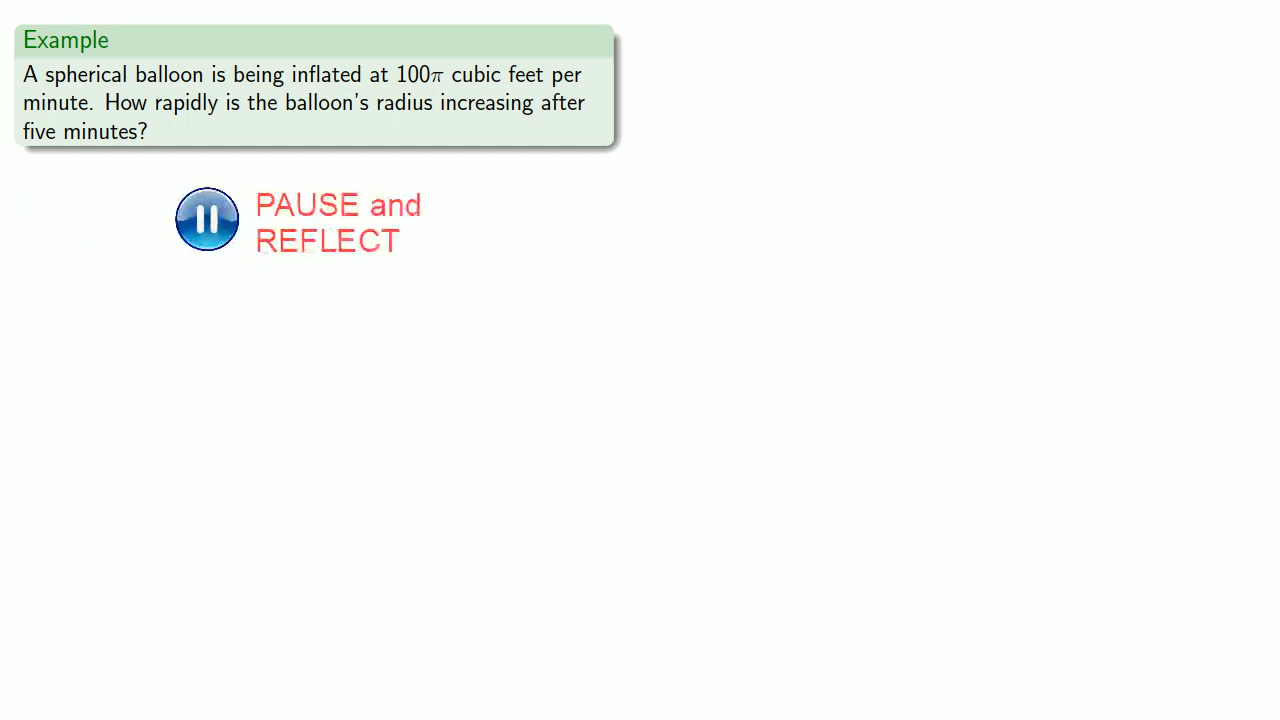 Example
A spherical balloon is being inflated at 100π cubic feet per
minute. How rapidly is the balloon's radius increasing after
five minutes?
PAUSE and
REFLECT